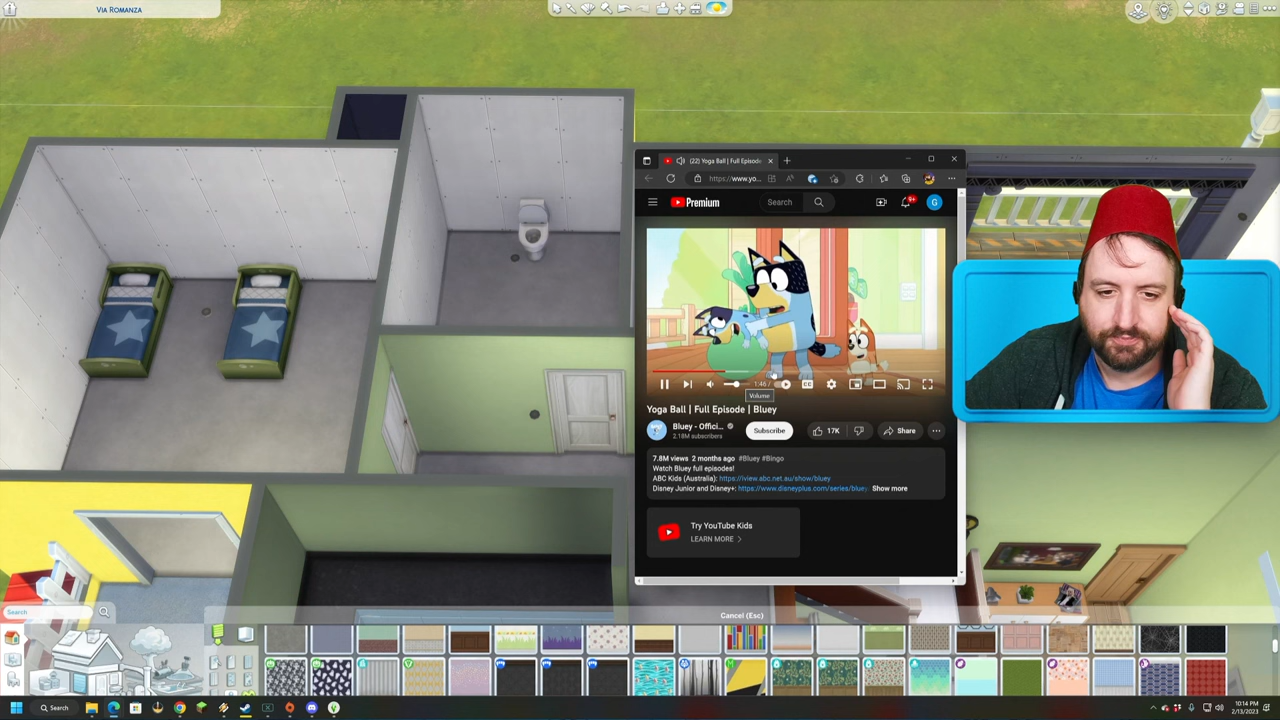 Via Romanza
(22) Yoga Ball | Full Episode
https://www.yo...
Premium
Search
9+
G
1:46 /
CC
Volume
Yoga Ball | Full Episode | Bluey
Bluey - Offici...
2.18M subscribers
Subscribe
17K
Share
7.8M views 2 months ago #Bluey #Bingo
Watch Bluey full episodes!
ABC Kids (Australia): https://iview.abc.net.au/show/bluey
Disney Junior and Disney+: https://www.disneyplus.com/series/bluey
Show more
Try YouTube Kids
LEARN MORE
Search
Cancel (Esc)
Search
10:14 PM
2/13/2023